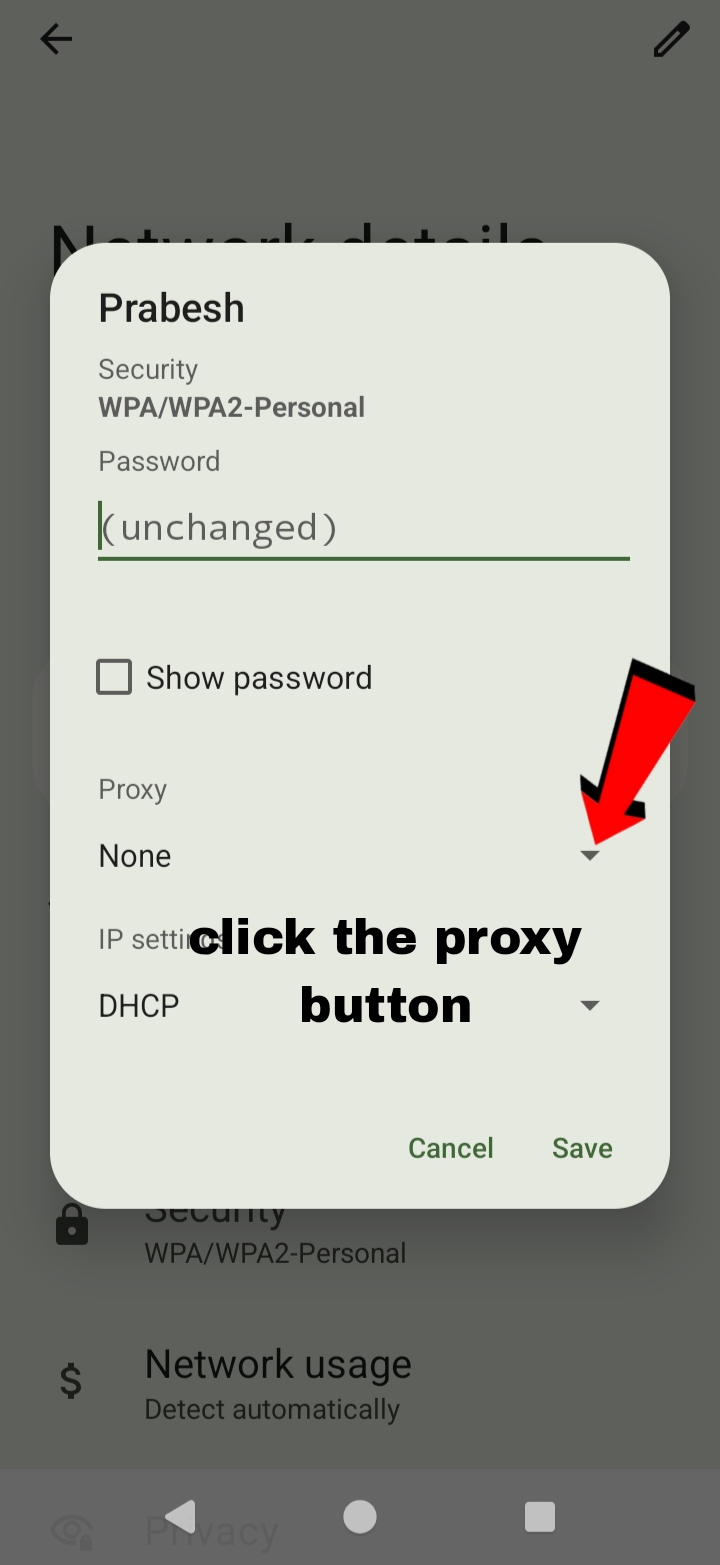 Network details
Prabesh
Security
WPA/WPA2-Personal
Password
(unchanged)
Show password
Proxy
None
IP settings
click the proxy
button
DHCP
Cancel
Save
Security
WPA/WPA2-Personal
$
Network usage
Detect automatically
Privacy